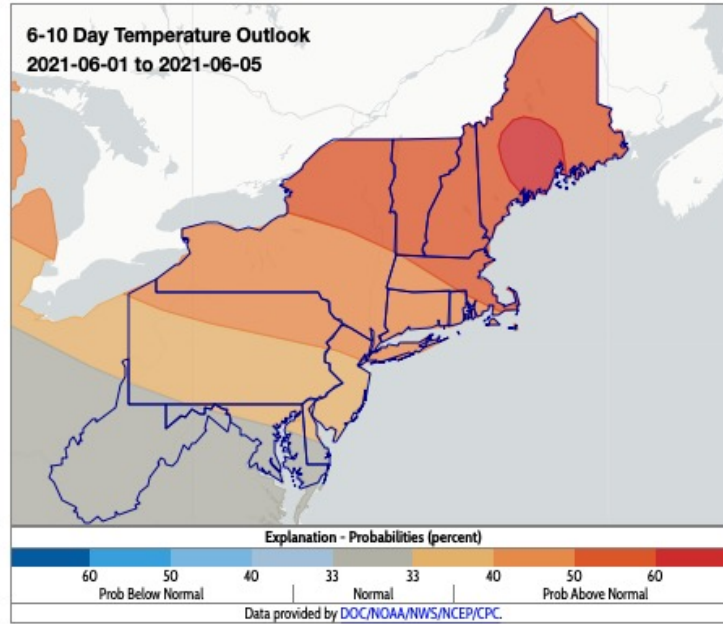 6-10 Day Temperature Outlook
2021-06-01 to 2021-06-05
Explanation - Probabilities (percent)
60 50 40 33 33 40 50 60
Prob Below Normal | Normal | Prob Above Normal
Data provided by DOC/NOAA/NWS/NCEP/CPC.